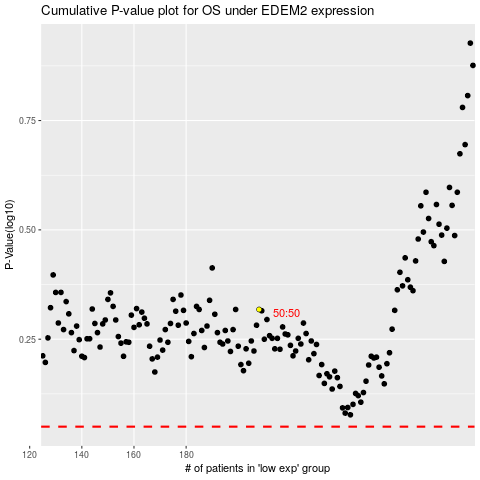 Cumulative P-value plot for OS under EDEM2 expression
P-Value(log10)
0.75
0.50
0.25
50:50
120 140 160 180
# of patients in 'low exp' group